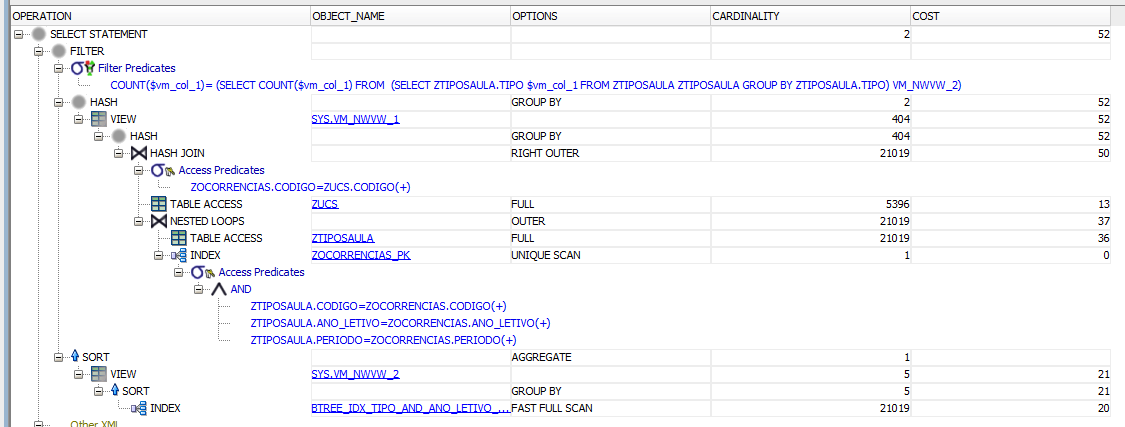 OPERATION OBJECT_NAME OPTIONS CARDINALITY COST
SELECT STATEMENT 2 52
FILTER
Filter Predicates
COUNT($vm_col_1)= (SELECT COUNT($vm_col_1) FROM (SELECT ZTIPOSAULA.TIPO $vm_col_1 FROM ZTIPOSAULA ZTIPOSAULA GROUP BY ZTIPOSAULA.TIPO) VM_NWVW_2)
HASH GROUP BY 2 52
VIEW SYS.VM_NWVW_1 404 52
HASH GROUP BY 404 52
HASH JOIN RIGHT OUTER 21019 50
Access Predicates
ZOCORRENCIAS.CODIGO=ZUCS.CODIGO(+)
TABLE ACCESS ZUCS FULL 5396 13
NESTED LOOPS OUTER 21019 37
TABLE ACCESS ZTIPOSAULA FULL 21019 36
INDEX ZOCORRENCIAS_PK UNIQUE SCAN 1 0
Access Predicates
AND
ZTIPOSAULA.CODIGO=ZOCORRENCIAS.CODIGO(+)
ZTIPOSAULA.ANO_LETIVO=ZOCORRENCIAS.ANO_LETIVO(+)
ZTIPOSAULA.PERIODO=ZOCORRENCIAS.PERIODO(+)
SORT AGGREGATE 1
VIEW SYS.VM_NWVW_2 5 21
SORT GROUP BY 5 21
INDEX BTREE_IDX_TIPO_AND_ANO_LETIVO_... FAST FULL SCAN 21019 20
Other XML